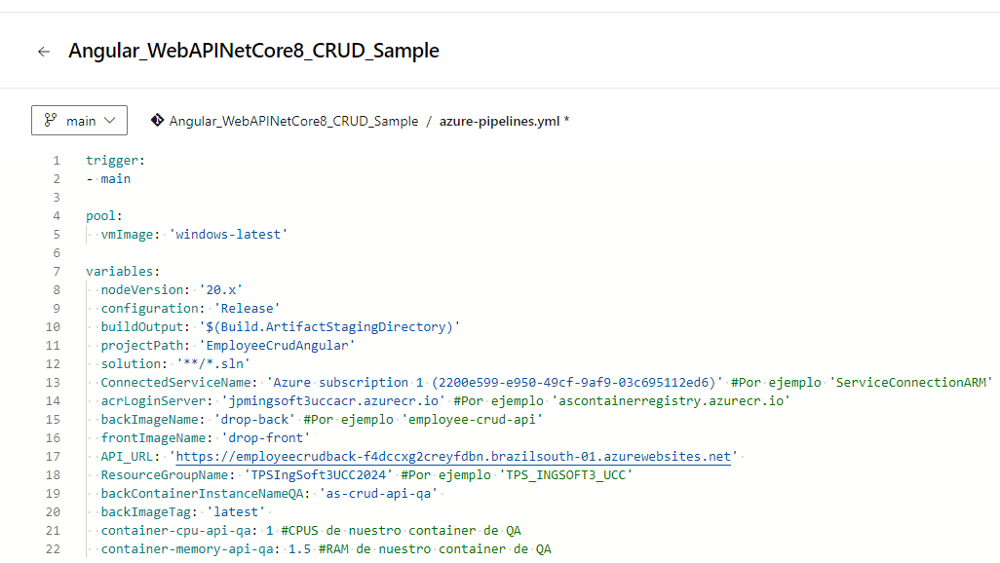 Angular_WebAPINetCore8_CRUD_Sample
main Angular_WebAPINetCore8_CRUD_Sample / azure-pipelines.yml *
1 trigger:
2 - main
3
4 pool:
5 vmImage: 'windows-latest'
6
7 variables:
8 nodeVersion: '20.x'
9 configuration: 'Release'
10 buildOutput: '$(Build.ArtifactStagingDirectory)'
11 projectPath: 'EmployeeCrudAngular'
12 solution: '**/*.sln'
13 ConnectedServiceName: 'Azure subscription 1 (2200e599-e950-49cf-9af9-03c695112ed6)' #Por ejemplo 'ServiceConnectionARM'
14 acrLoginServer: 'jpmingsoft3uccacr.azurecr.io' #Por ejemplo 'ascontainerregistry.azurecr.io'
15 backImageName: 'drop-back' #Por ejemplo 'employee-crud-api'
16 frontImageName: 'drop-front'
17 API_URL: 'https://employeecrudback-f4dccxg2creyfdbn.brazilsouth-01.azurewebsites.net'
18 ResourceGroupName: 'TPSIngSoft3UCC2024' #Por ejemplo 'TPS_INGSOFT3_UCC'
19 backContainerInstanceNameQA: 'as-crud-api-qa'
20 backImageTag: 'latest'
21 container-cpu-api-qa: 1 #CPUS de nuestro container de QA
22 container-memory-api-qa: 1.5 #RAM de nuestro container de QA